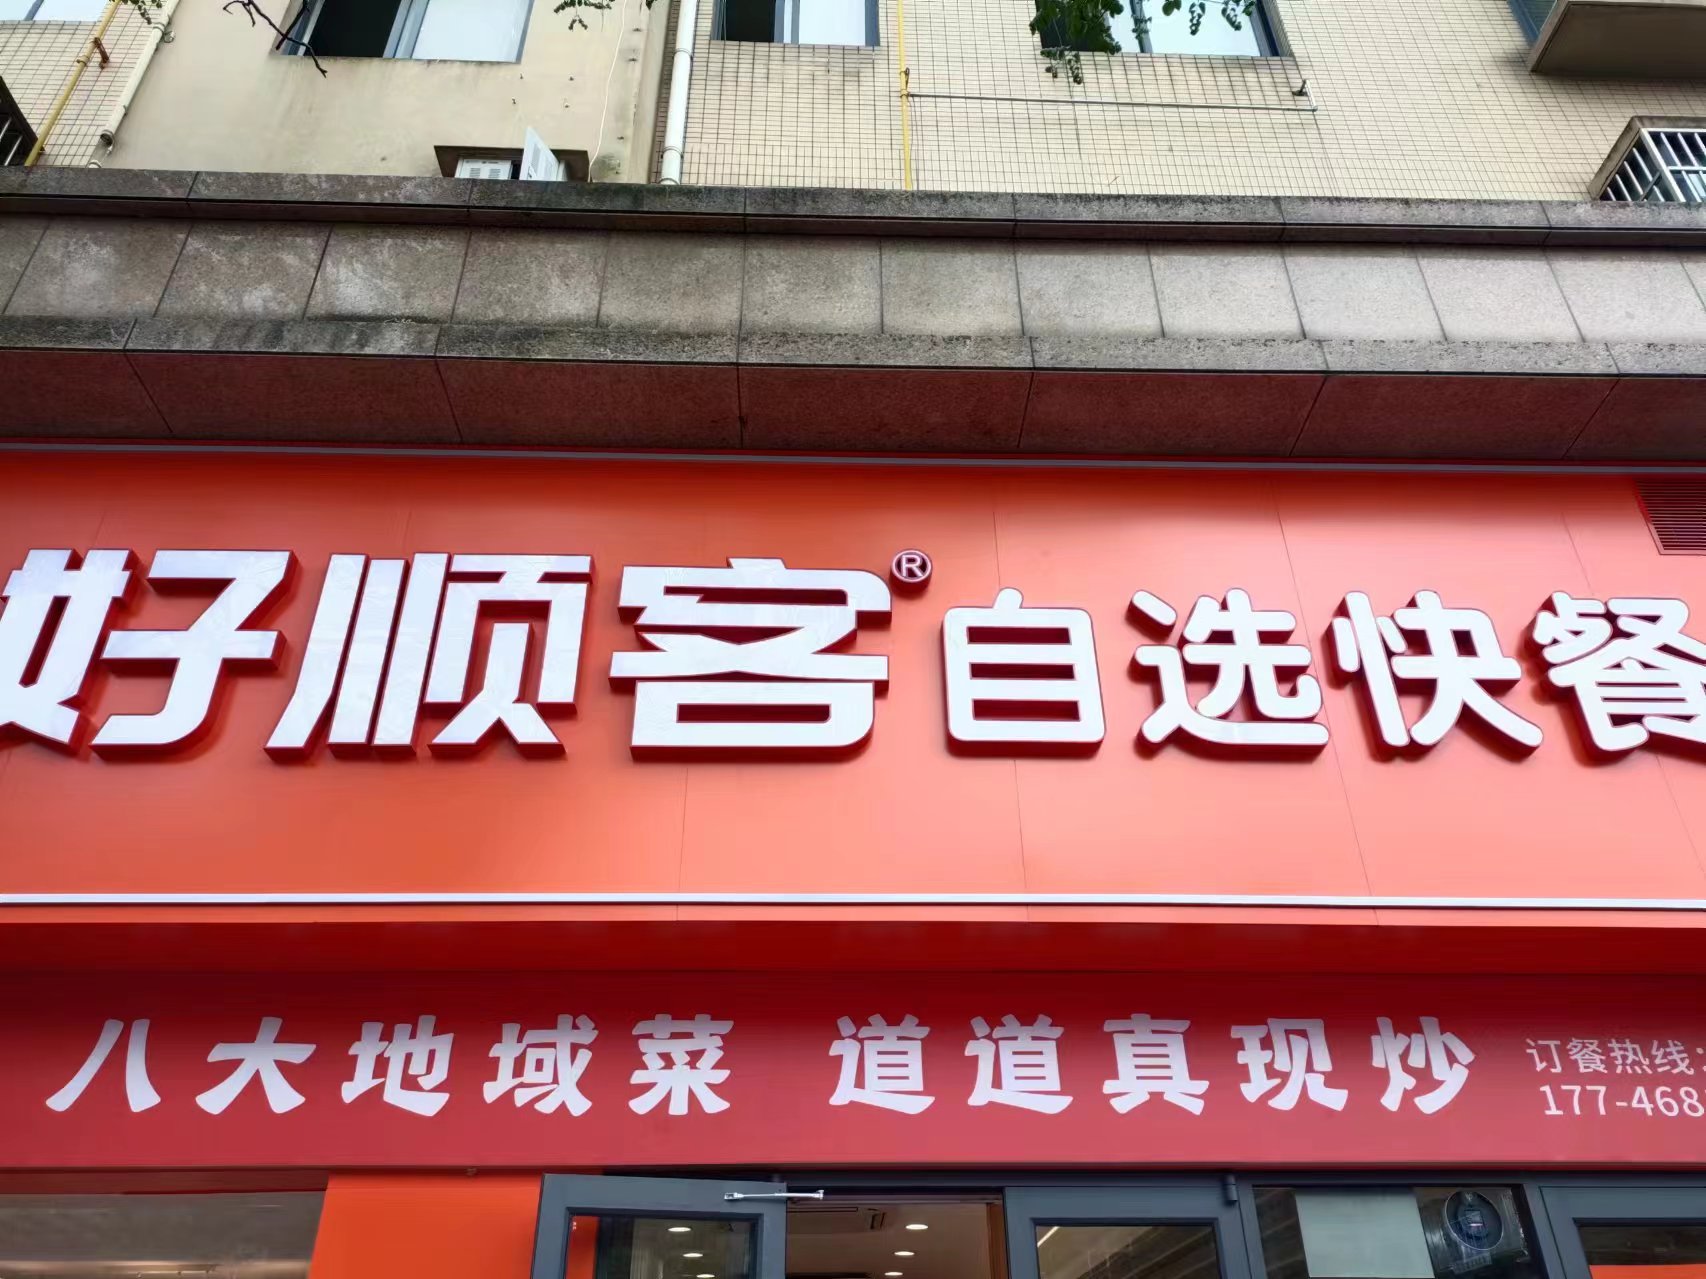 好顺客® 自选快餐
八大地域菜 道道真现炒
订餐热线:
177-468